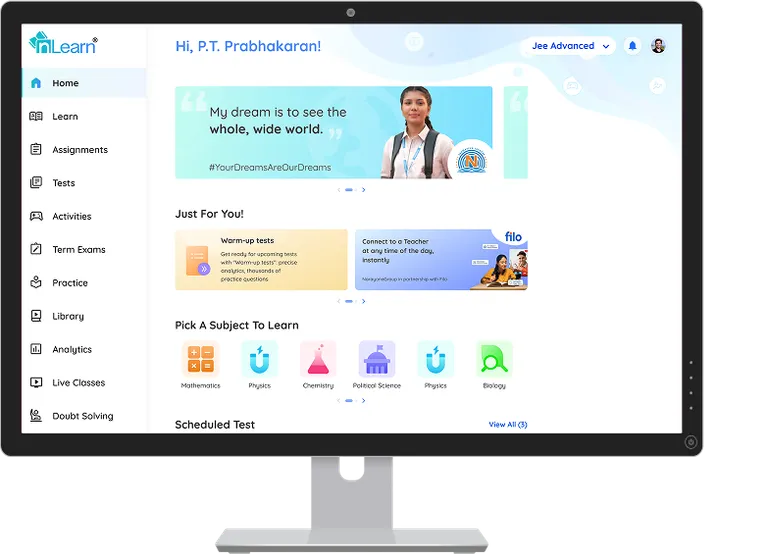 nLearn
Hi, P.T. Prabhakaran!
Jee Advanced
Home
Learn
Assignments
Tests
Activities
Term Exams
Practice
Library
Analytics
Live Classes
Doubt Solving
My dream is to see the
whole, wide world.
#YourDreamsAreOurDreams
N
Just For You!
Warm-up tests
Get ready for upcoming tests
with "Warm-up tests": precise
analytics, thousands of
practice questions
Connect to a Teacher
at any time of the day,
instantly
NarayanaGroup in partnership with Filo
filo
Pick A Subject To Learn
Mathematics
Physics
Chemistry
Political Science
Physics
Biology
Scheduled Test
View All (3)